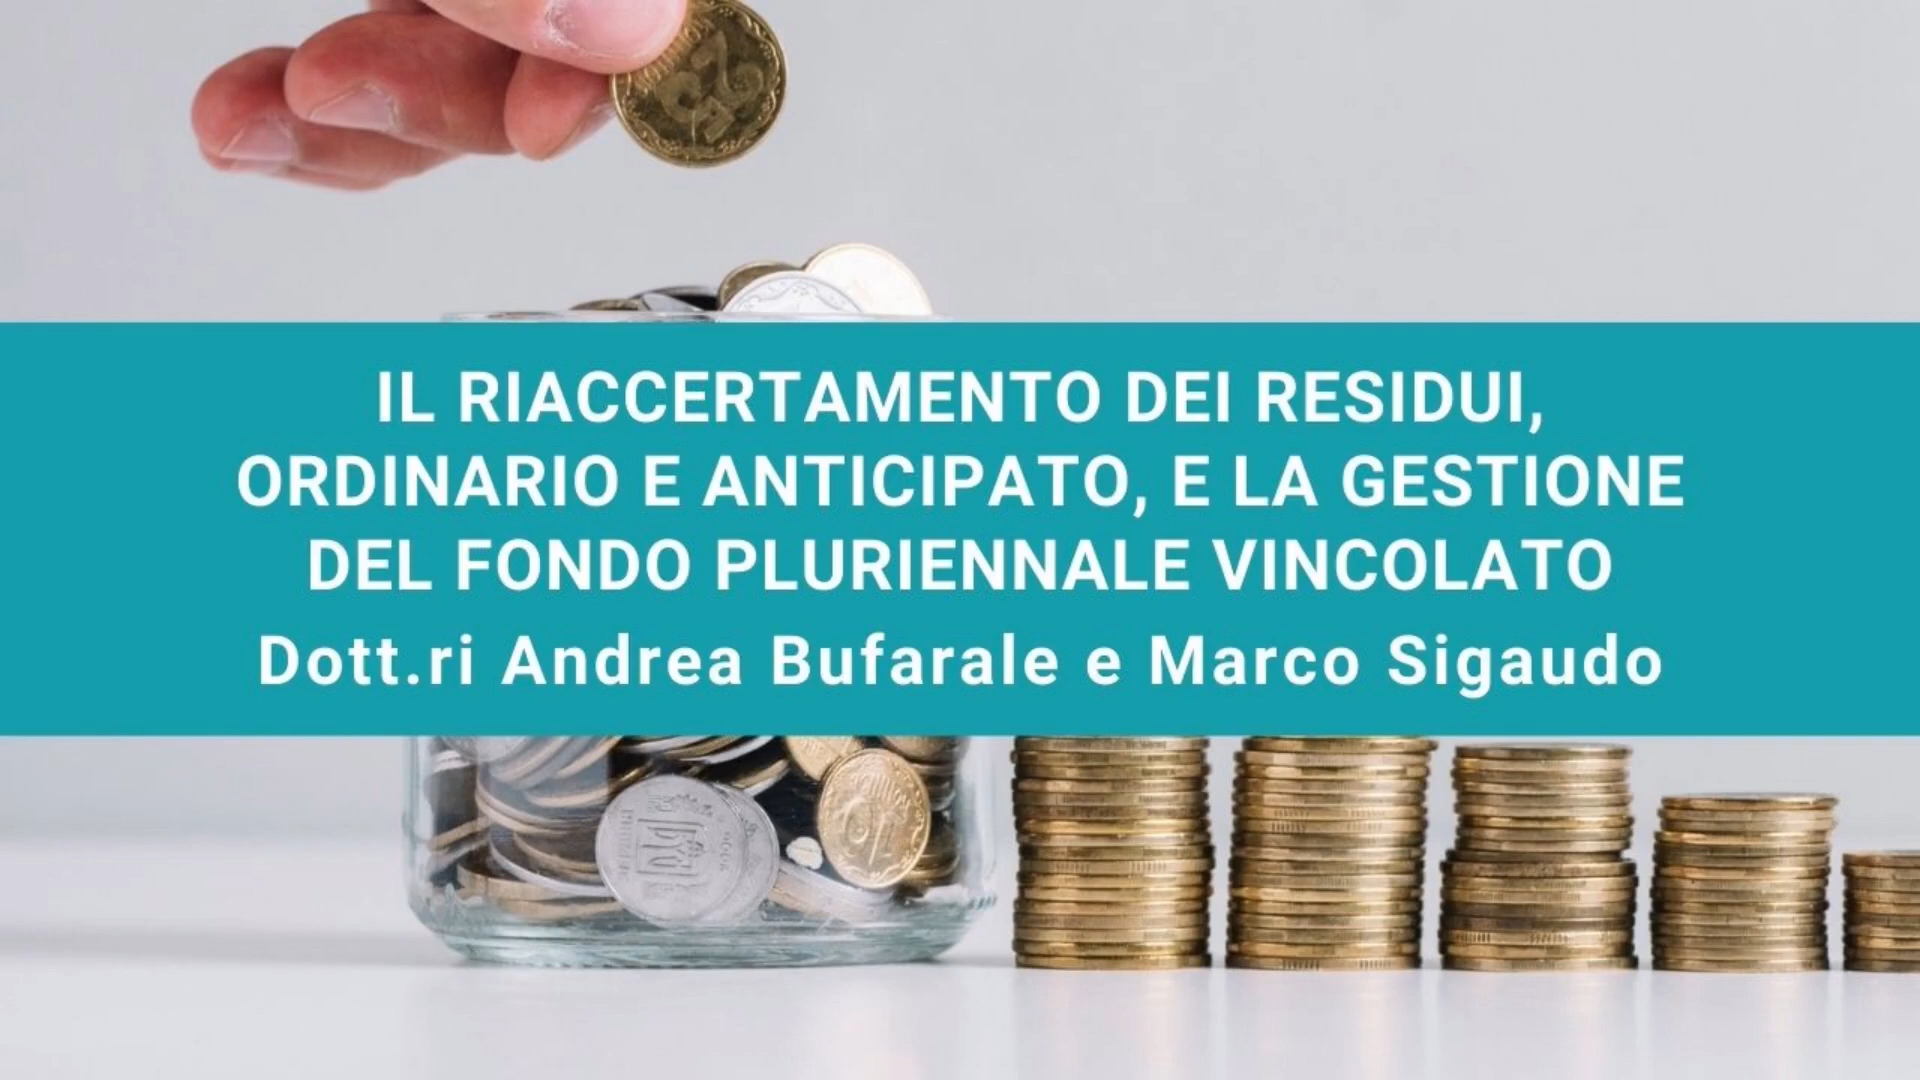 IL RIACCERTAMENTO DEI RESIDUI,
ORDINARIO E ANTICIPATO, E LA GESTIONE
DEL FONDO PLURIENNALE VINCOLATO
Dott.ri Andrea Bufarale e Marco Sigaudo